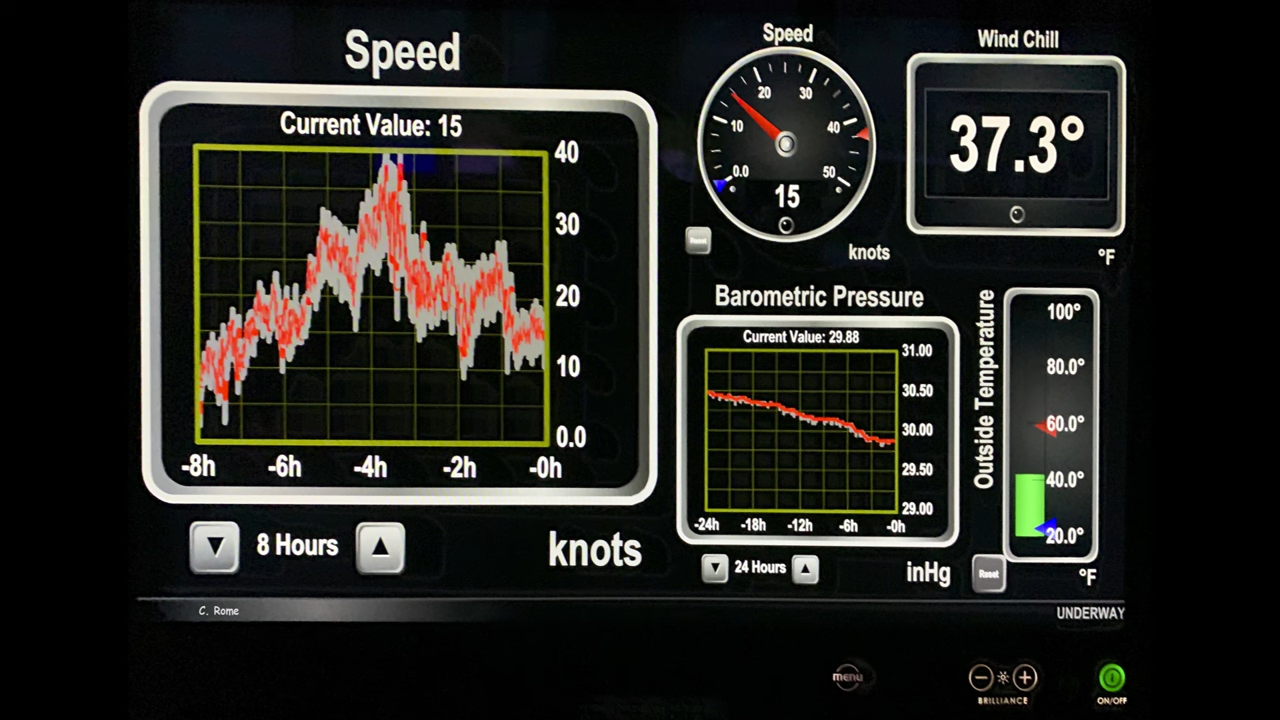 Speed
Current Value: 15
40
30
20
10
0.0
-8h
-6h
-4h
-2h
-0h
8 Hours
knots
Speed
0.0
10
20
30
40
50
15
Reset
knots
Wind Chill
37.3°
°F
Barometric Pressure
Current Value: 29.88
31.00
30.50
30.00
29.50
29.00
-24h
-18h
-12h
-6h
-0h
24 Hours
inHg
Outside Temperature
100°
80.0°
60.0°
40.0°
20.0°
Reset
°F
C. Rome
UNDERWAY
menu
BRILLIANCE
ON/OFF